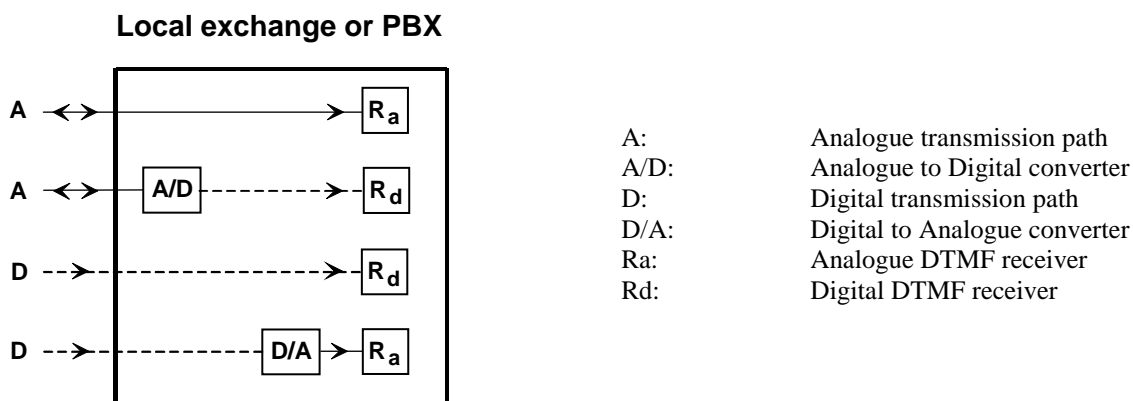 Local exchange or PBX
A Ra
A A/D Rd
D Rd
D D/A Ra
A: Analogue transmission path
A/D: Analogue to Digital converter
D: Digital transmission path
D/A: Digital to Analogue converter
Ra: Analogue DTMF receiver
Rd: Digital DTMF receiver